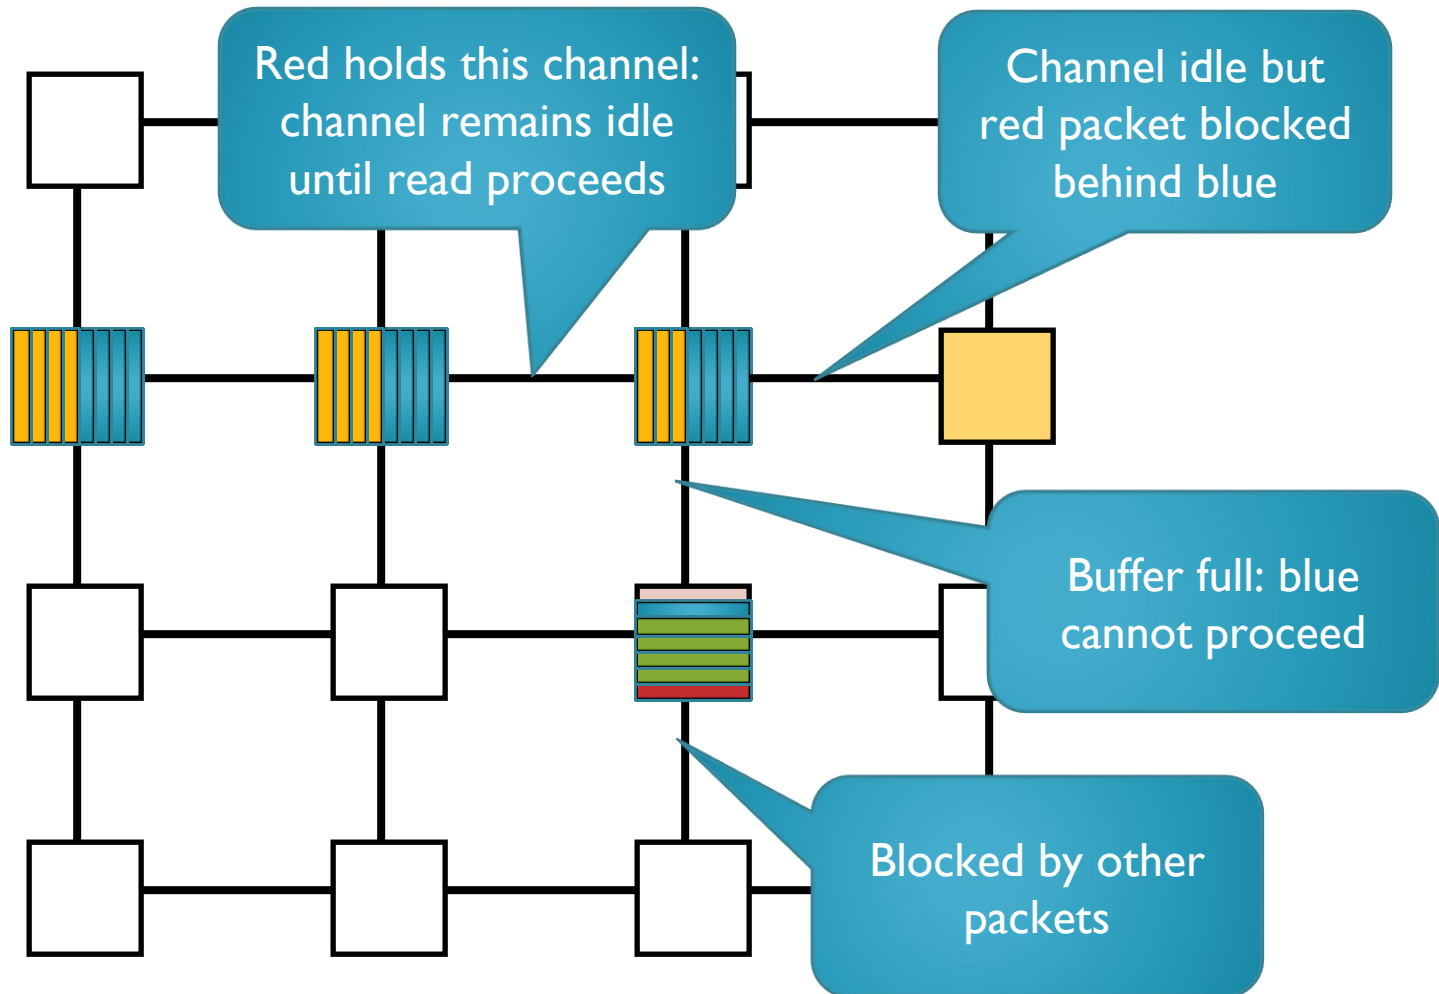 Red holds this channel:
channel remains idle
until read proceeds
Channel idle but
red packet blocked
behind blue
Buffer full: blue
cannot proceed
Blocked by other
packets